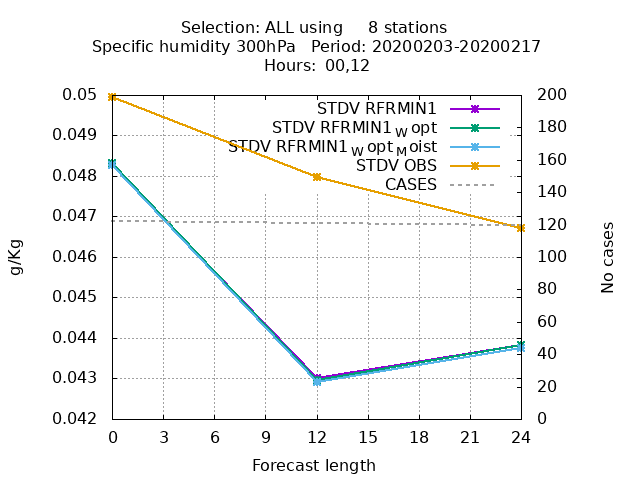 Selection: ALL using     8 stations
Specific humidity 300hPa   Period: 20200203-20200217
Hours: 00,12
STDV RFRMIN1
STDV RFRMIN1_W opt
STDV RFRMIN1_W opt_M oist
STDV OBS
CASES
0.05
0.049
0.048
0.047
0.046
0.045
0.044
0.043
0.042
g/Kg
200
180
160
140
120
100
80
60
40
20
0
No cases
0 3 6 9 12 15 18 21 24
Forecast length